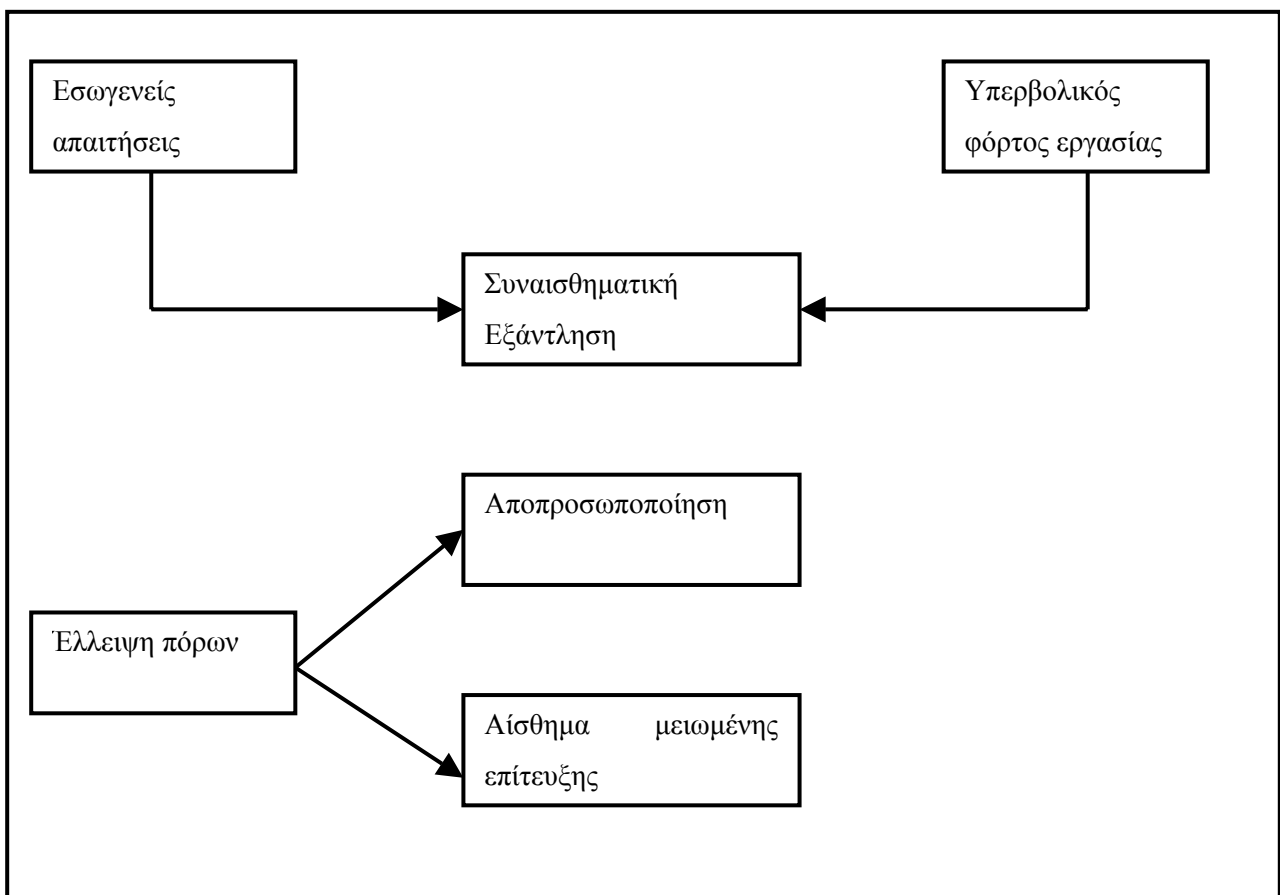 Εσωγενείς
απαιτήσεις
Υπερβολικός
φόρτος εργασίας
Συναισθηματική
Εξάντληση
Αποπροσωποποίηση
Έλλειψη πόρων
Αίσθημα μειωμένης
επίτευξης